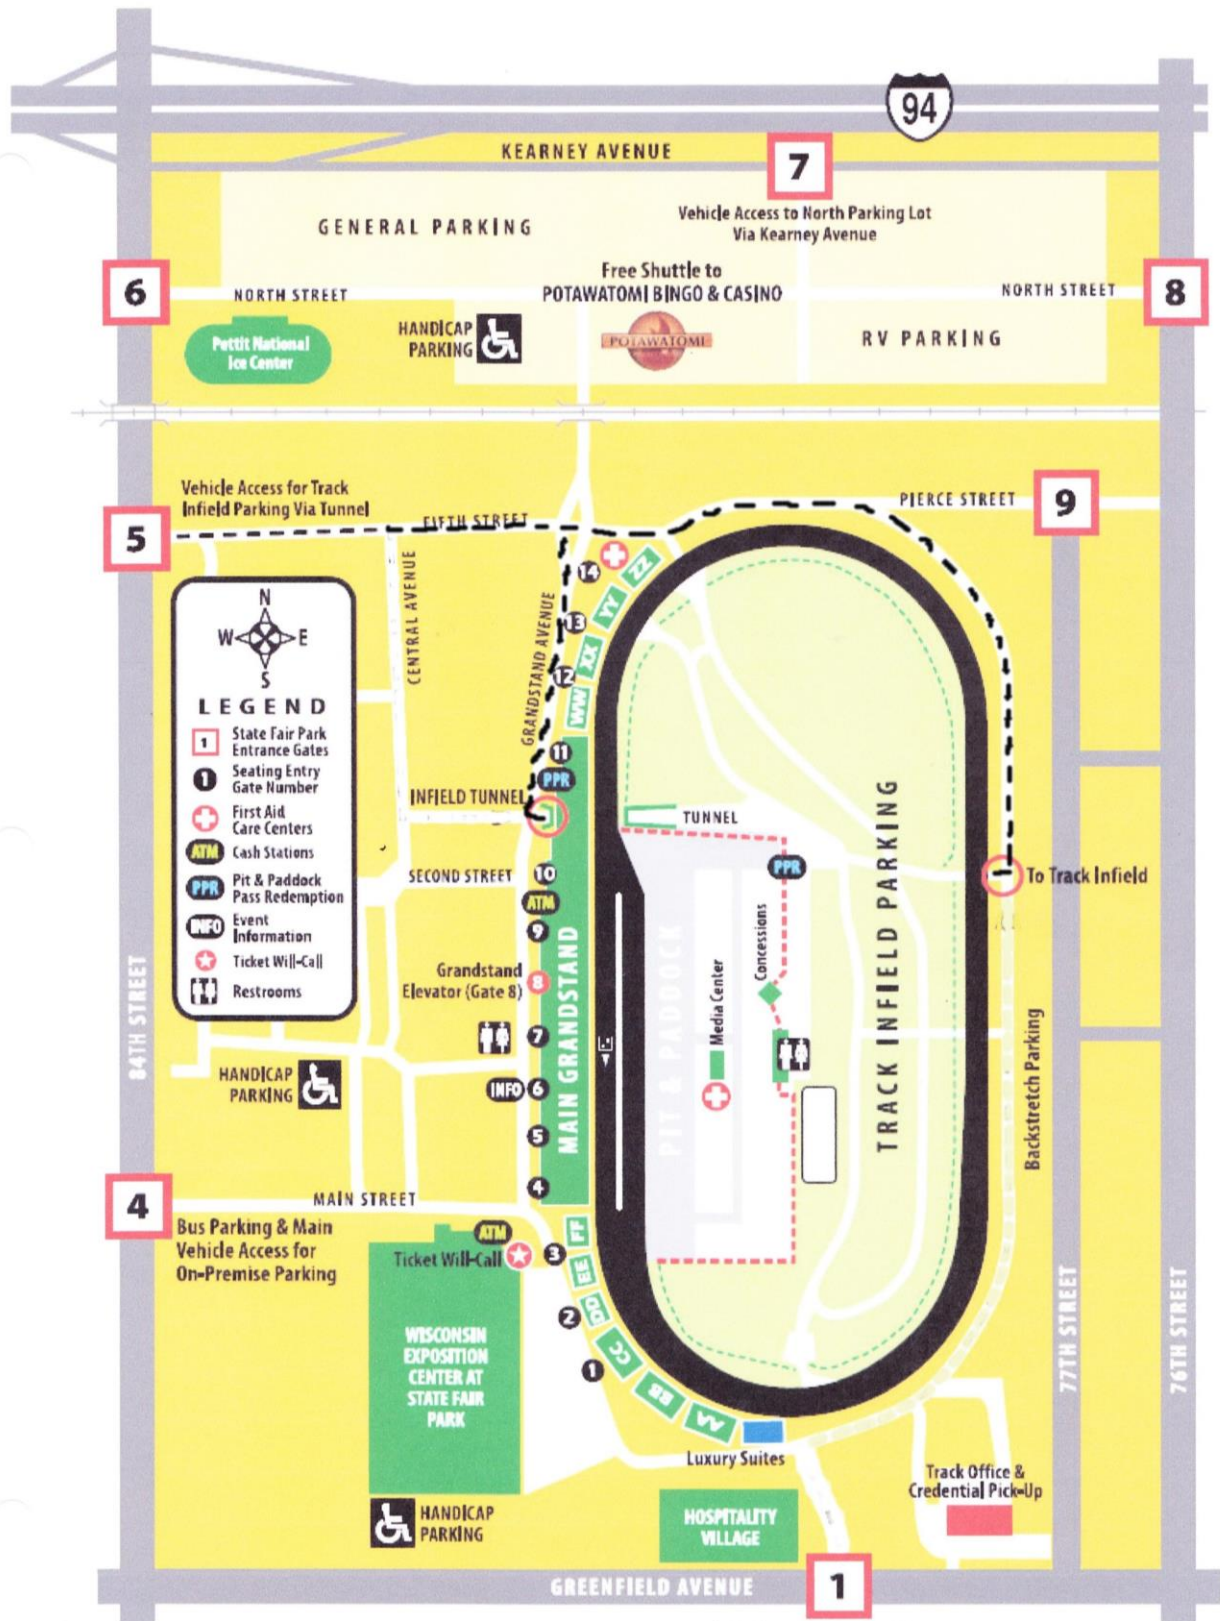 94
KEARNEY AVENUE
7
GENERAL PARKING
Vehicle Access to North Parking Lot
Via Kearney Avenue
6
NORTH STREET
Free Shuttle to
POTAWATOMI BINGO & CASINO
NORTH STREET
8
Pettit National
Ice Center
HANDICAP
PARKING
POTAWATOMI
RV PARKING
Vehicle Access for Track
Infield Parking Via Tunnel
5
FIFTH STREET
PIERCE STREET
9
14
ZZ
YY
13
XX
12
WW
CENTRAL AVENUE
GRANDSTAND AVENUE
N
W
E
S
LEGEND
1
State Fair Park
Entrance Gates
1
Seating Entry
Gate Number
First Aid
Care Centers
ATM
Cash Stations
PPR
Pit & Paddock
Pass Redemption
INFO
Event
Information
Ticket Will-Call
Restrooms
11
PPR
INFIELD TUNNEL
TUNNEL
SECOND STREET
10
ATM
9
PPR
To Track Infield
Grandstand
Elevator (Gate 8)
8
MAIN GRANDSTAND
PIT & PADDOCK
Media Center
Concessions
TRACK INFIELD PARKING
Backstretch Parking
7
INFO
6
5
4
84TH STREET
HANDICAP
PARKING
4
MAIN STREET
Bus Parking & Main
Vehicle Access for
On-Premise Parking
ATM
Ticket Will-Call
3
FF
EE
DD
2
CC
1
BB
AA
WISCONSIN
EXPOSITION
CENTER AT
STATE FAIR
PARK
77TH STREET
76TH STREET
Luxury Suites
Track Office &
Credential Pick-Up
HANDICAP
PARKING
HOSPITALITY
VILLAGE
GREENFIELD AVENUE
1